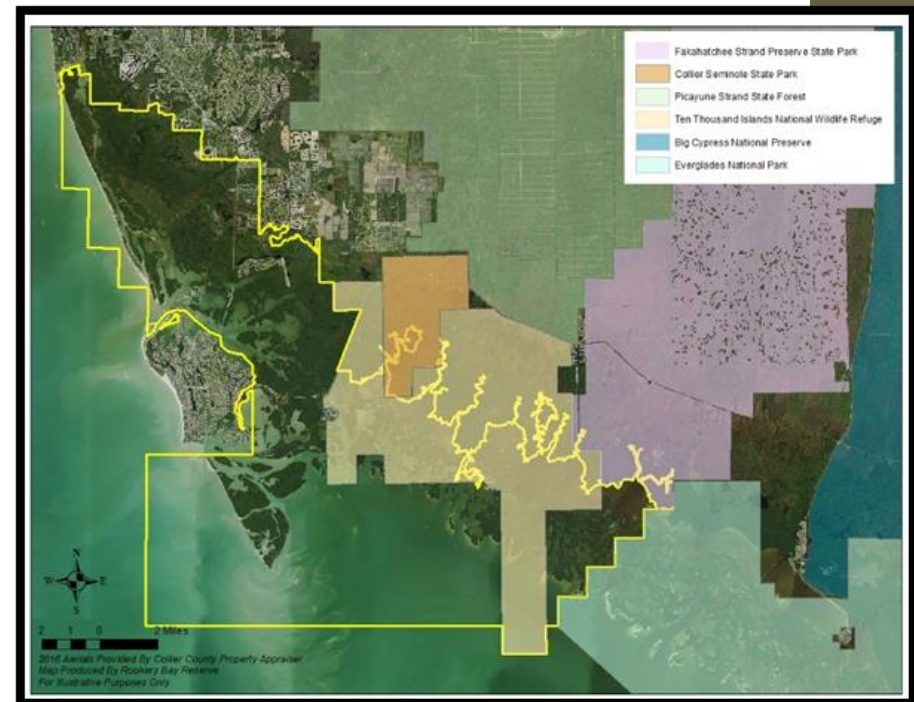 Fakahatchee Strand Preserve State Park
Collier Seminole State Park
Picayune Strand State Forest
Ten Thousand Islands National Wildlife Refuge
Big Cypress National Preserve
Everglades National Park
N
W E
S
2 1 0 2 Miles
2016 Aerials Provided By Collier County Property Appraiser
Map Produced By Rookery Bay Reserve
For Illustrative Purposes Only